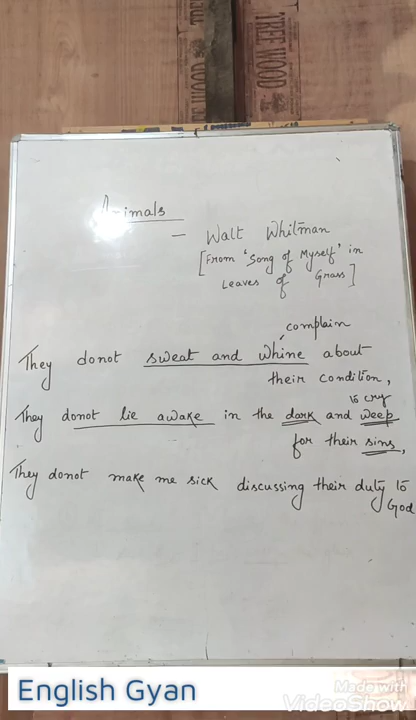 TREE WOOD
Animals
— Walt Whitman
[From 'Song of Myself' in
Leaves of Grass]
complain
They donot sweat and whine about
their condition,
to cry
They donot lie awake in the dark and weep
for their sins,
They donot make me sick discussing their duty to
God
English Gyan
Made with
VideoShow